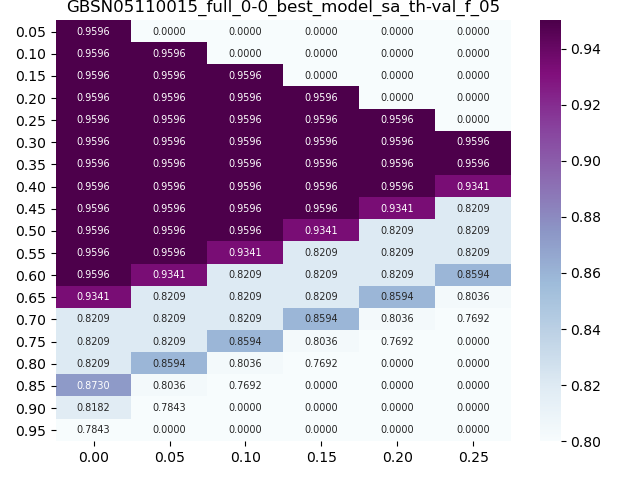 GBSN05110015_full_0-0_best_model_sa_th-val_f_05
0.05 0.9596 0.0000 0.0000 0.0000 0.0000 0.0000
0.10 0.9596 0.9596 0.0000 0.0000 0.0000 0.0000
0.15 0.9596 0.9596 0.9596 0.0000 0.0000 0.0000
0.20 0.9596 0.9596 0.9596 0.9596 0.0000 0.0000
0.25 0.9596 0.9596 0.9596 0.9596 0.9596 0.0000
0.30 0.9596 0.9596 0.9596 0.9596 0.9596 0.9596
0.35 0.9596 0.9596 0.9596 0.9596 0.9596 0.9596
0.40 0.9596 0.9596 0.9596 0.9596 0.9596 0.9341
0.45 0.9596 0.9596 0.9596 0.9596 0.9341 0.8209
0.50 0.9596 0.9596 0.9596 0.9341 0.8209 0.8209
0.55 0.9596 0.9596 0.9341 0.8209 0.8209 0.8209
0.60 0.9596 0.9341 0.8209 0.8209 0.8209 0.8594
0.65 0.9341 0.8209 0.8209 0.8209 0.8594 0.8036
0.70 0.8209 0.8209 0.8209 0.8594 0.8036 0.7692
0.75 0.8209 0.8209 0.8594 0.8036 0.7692 0.0000
0.80 0.8209 0.8594 0.8036 0.7692 0.0000 0.0000
0.85 0.8730 0.8036 0.7692 0.0000 0.0000 0.0000
0.90 0.8182 0.7843 0.0000 0.0000 0.0000 0.0000
0.95 0.7843 0.0000 0.0000 0.0000 0.0000 0.0000
0.00 0.05 0.10 0.15 0.20 0.25
0.94
0.92
0.90
0.88
0.86
0.84
0.82
0.80